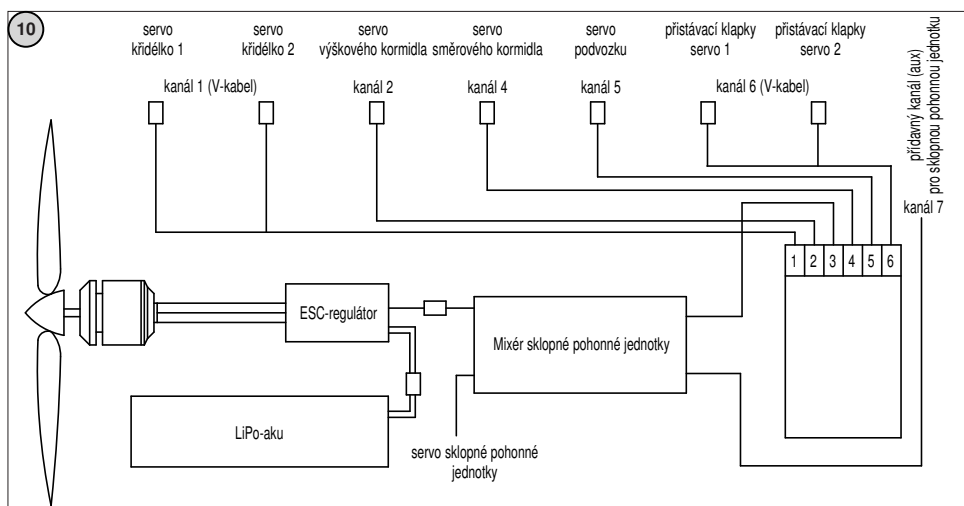 10
servo
křidélko 1
servo
křidélko 2
servo
výškového kormidla
servo
směrového kormidla
servo
podvozku
přistávací klapky
servo 1
přistávací klapky
servo 2
kanál 1 (V-kabel)
kanál 2
kanál 4
kanál 5
kanál 6 (V-kabel)
přídavný kanál (aux)
pro sklopnou pohonnou jednotku
kanál 7
1 2 3 4 5 6
ESC-regulátor
Mixér sklopné pohonné jednotky
LiPo-aku
servo sklopné pohonné
jednotky